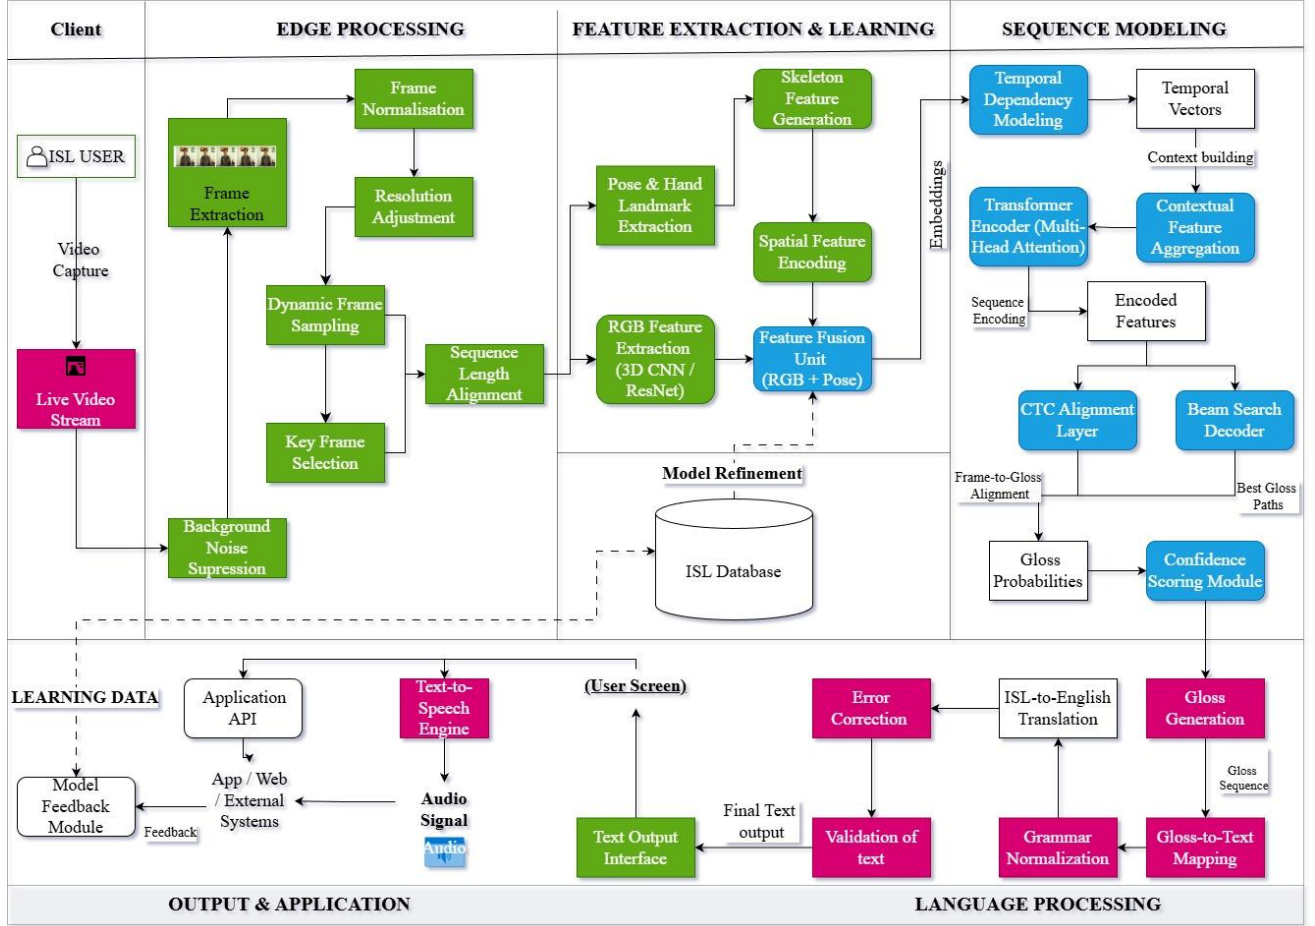 Client
EDGE PROCESSING
FEATURE EXTRACTION & LEARNING
SEQUENCE MODELING
ISL USER
Video
Capture
Live Video
Stream
Frame
Extraction
Frame
Normalisation
Resolution
Adjustment
Dynamic Frame
Sampling
Key Frame
Selection
Sequence
Length
Alignment
Background
Noise
Supression
Pose & Hand
Landmark
Extraction
Skeleton
Feature
Generation
Spatial Feature
Encoding
RGB Feature
Extraction
(3D CNN /
ResNet)
Feature Fusion
Unit
(RGB + Pose)
Embeddings
Model Refinement
ISL Database
Temporal
Dependency
Modeling
Temporal
Vectors
Context building
Transformer
Encoder (Multi-
Head Attention)
Contextual
Feature
Aggregation
Sequence
Encoding
Encoded
Features
CTC Alignment
Layer
Beam Search
Decoder
Frame-to-Gloss
Alignment
Best Gloss
Paths
Gloss
Probabilities
Confidence
Scoring Module
LEARNING DATA
Application
API
Text-to-
Speech
Engine
(User Screen)
Error
Correction
ISL-to-English
Translation
Gloss
Generation
Gloss
Sequence
Model
Feedback
Module
Feedback
App / Web
/ External
Systems
Audio
Signal
Audio
Text Output
Interface
Final Text
output
Validation of
text
Grammar
Normalization
Gloss-to-Text
Mapping
OUTPUT & APPLICATION
LANGUAGE PROCESSING